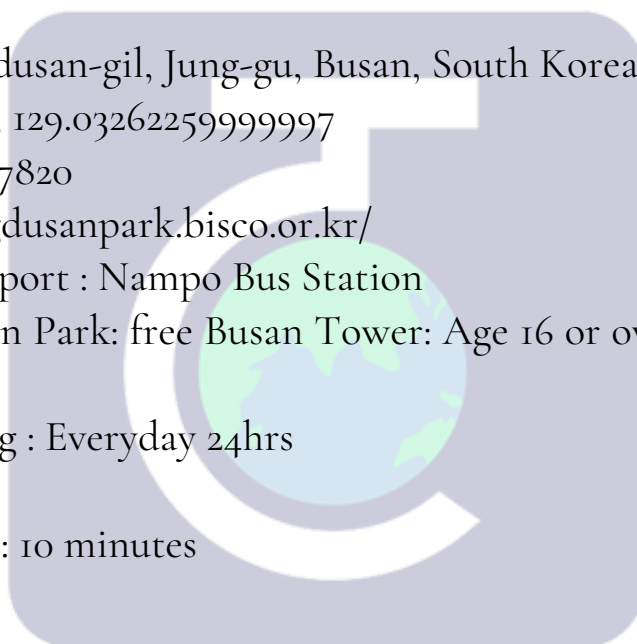 dusan-gil, Jung-gu, Busan, South Korea
, 129.03262259999997
7820
gdusanpark.bisco.or.kr/
port : Nampo Bus Station
n Park: free Busan Tower: Age 16 or ov
g : Everyday 24hrs
: 10 minutes